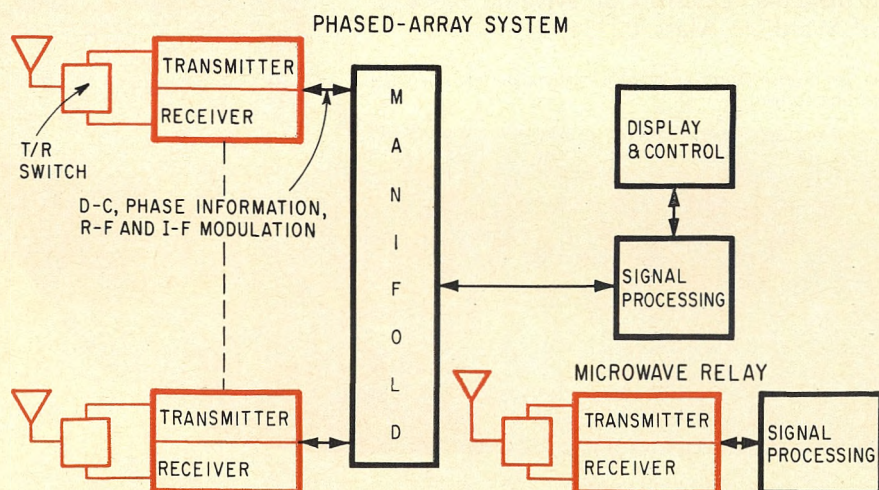 PHASED-ARRAY SYSTEM
TRANSMITTER
RECEIVER
T/R
SWITCH
D-C, PHASE INFORMATION,
R-F AND I-F MODULATION
MANIFOLD
DISPLAY
& CONTROL
SIGNAL
PROCESSING
TRANSMITTER
RECEIVER
MICROWAVE RELAY
TRANSMITTER
RECEIVER
SIGNAL
PROCESSING